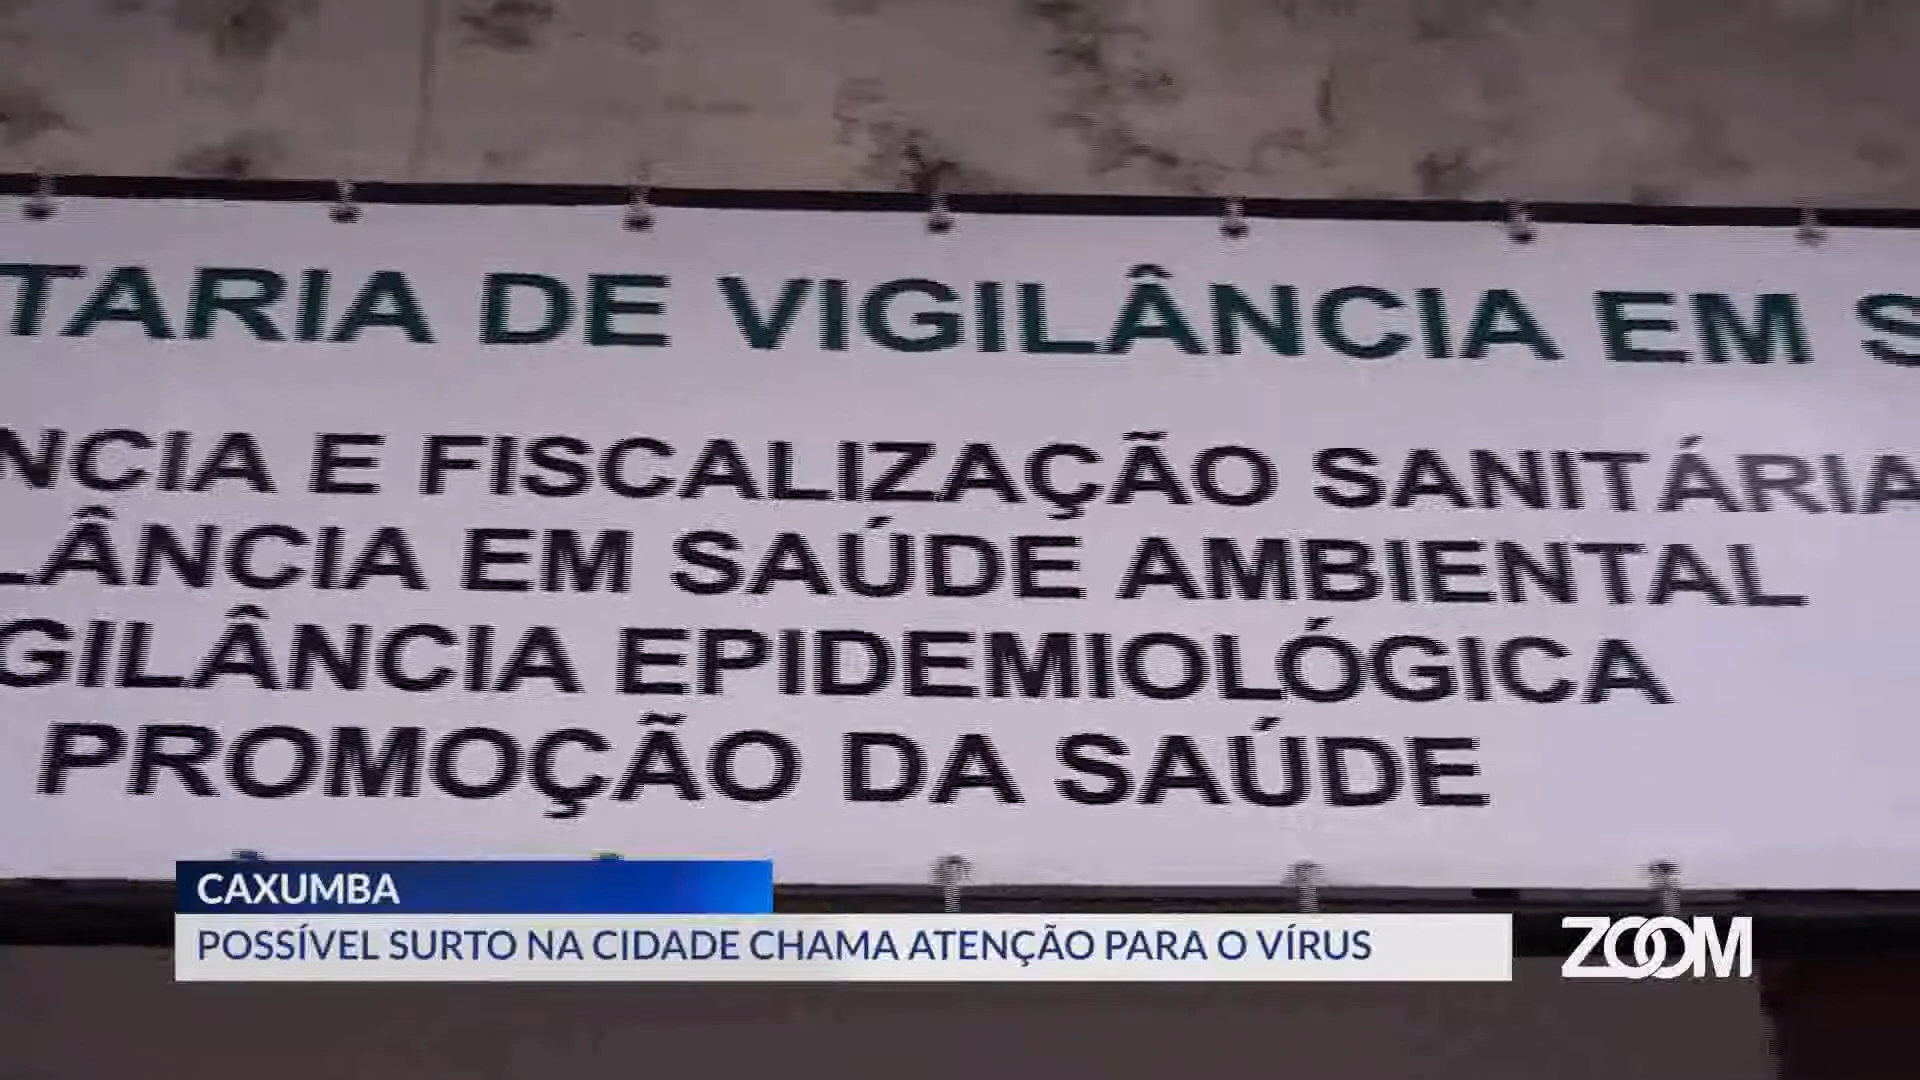 TARIA DE VIGILÂNCIA EM S
NCIA E FISCALIZAÇÃO SANITÁRIA
LÂNCIA EM SAÚDE AMBIENTAL
GILÂNCIA EPIDEMIOLÓGICA
PROMOÇÃO DA SAÚDE
CAXUMBA
POSSÍVEL SURTO NA CIDADE CHAMA ATENÇÃO PARA O VÍRUS
ZOOM